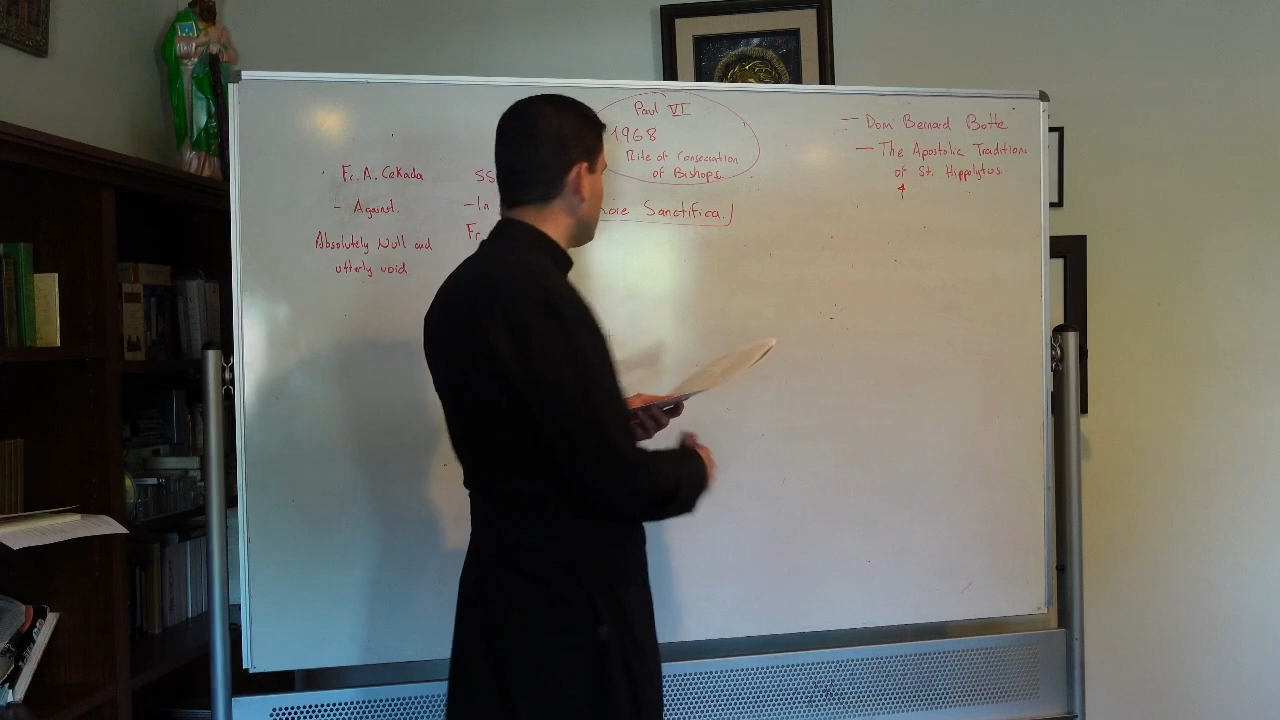 Fr. A. Cekada
- Against.
Absolutely Null and
utterly void
SS
- In
Fr.
Paul VI
1968
Rite of Consecration
of Bishops.
Sanctifica.
- Dom Bernard Botte
- The Apostolic Tradition
of St. Hippolytus.